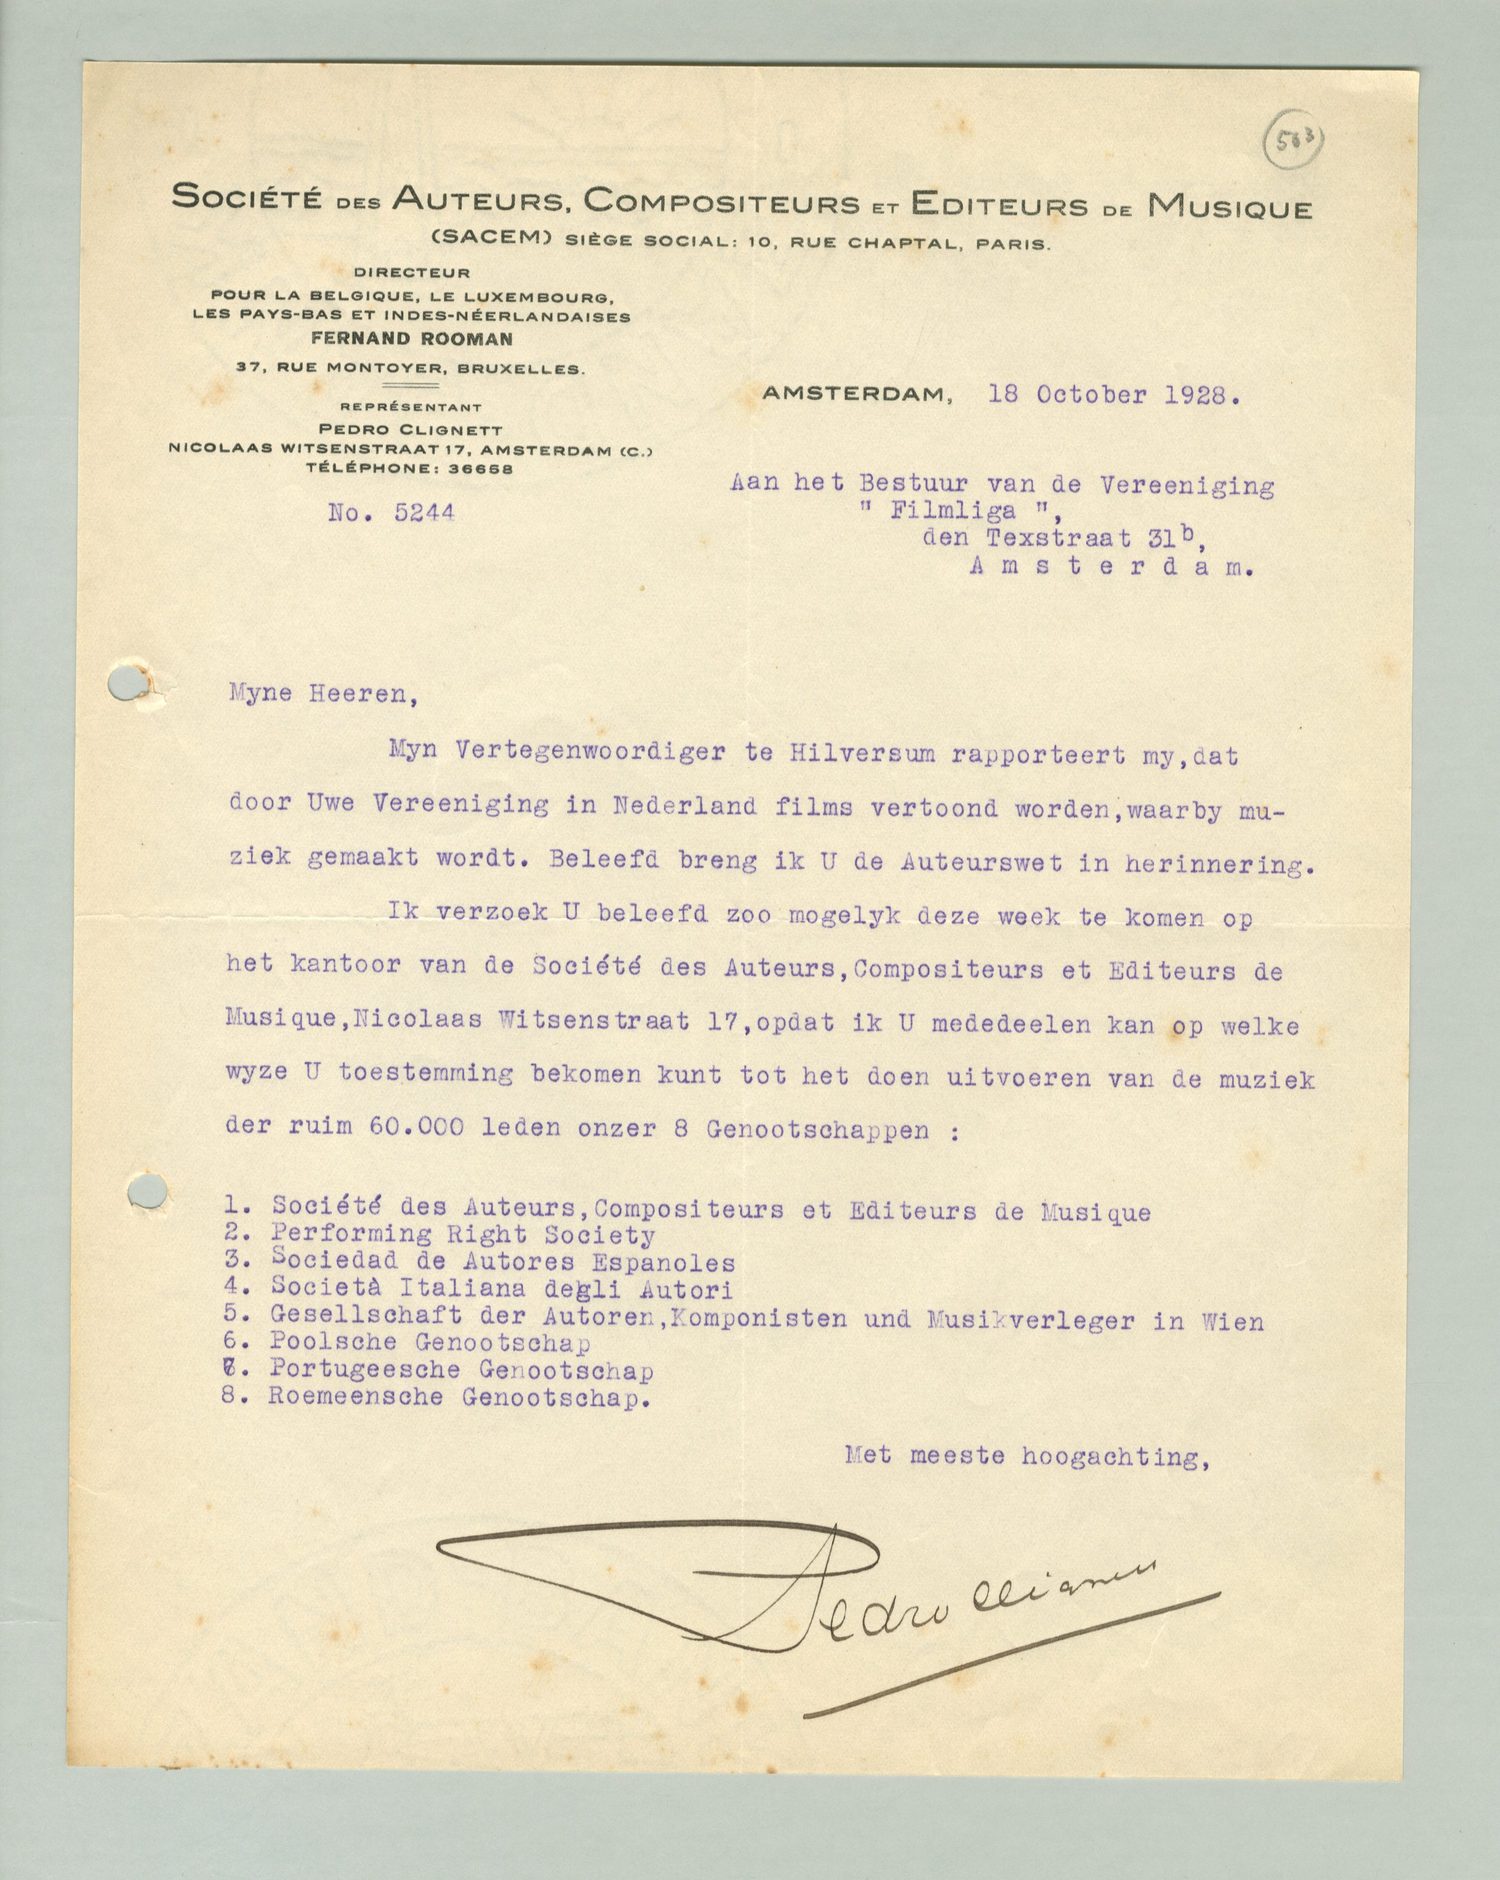 563
SOCIÉTÉ DES AUTEURS, COMPOSITEURS ET EDITEURS DE MUSIQUE
(SACEM) SIÈGE SOCIAL: 10, RUE CHAPTAL, PARIS.
DIRECTEUR
POUR LA BELGIQUE, LE LUXEMBOURG,
LES PAYS-BAS ET INDES-NÉERLANDAISES
FERNAND ROOMAN
37, RUE MONTOYER, BRUXELLES.
REPRÉSENTANT
PEDRO CLIGNETT
NICOLAAS WITSENSTRAAT 17, AMSTERDAM (C.)
TÉLÉPHONE: 36658
No. 5244
AMSTERDAM, 18 October 1928.
Aan het Bestuur van de Vereeniging
" Filmliga ",
den Texstraat 31b,
A m s t e r d a m.
Myne Heeren,
Myn Vertegenwoordiger te Hilversum rapporteert my,dat
door Uwe Vereeniging in Nederland films vertoond worden,waarby mu-
ziek gemaakt wordt. Beleefd breng ik U de Auteurswet in herinnering.
Ik verzoek U beleefd zoo mogelyk deze week te komen op
het kantoor van de Société des Auteurs,Compositeurs et Editeurs de
Musique,Nicolaas Witsenstraat 17,opdat ik U mededeelen kan op welke
wyze U toestemming bekomen kunt tot het doen uitvoeren van de muziek
der ruim 60.000 leden onzer 8 Genootschappen :
1. Société des Auteurs,Compositeurs et Editeurs de Musique
2. Performing Right Society
3. Sociedad de Autores Espanoles
4. Società Italiana degli Autori
5. Gesellschaft der Autoren,Komponisten und Musikverleger in Wien
6. Poolsche Genootschap
7. Portugeesche Genootschap
8. Roemeensche Genootschap.
Met meeste hoogachting,
Pedro Clignett